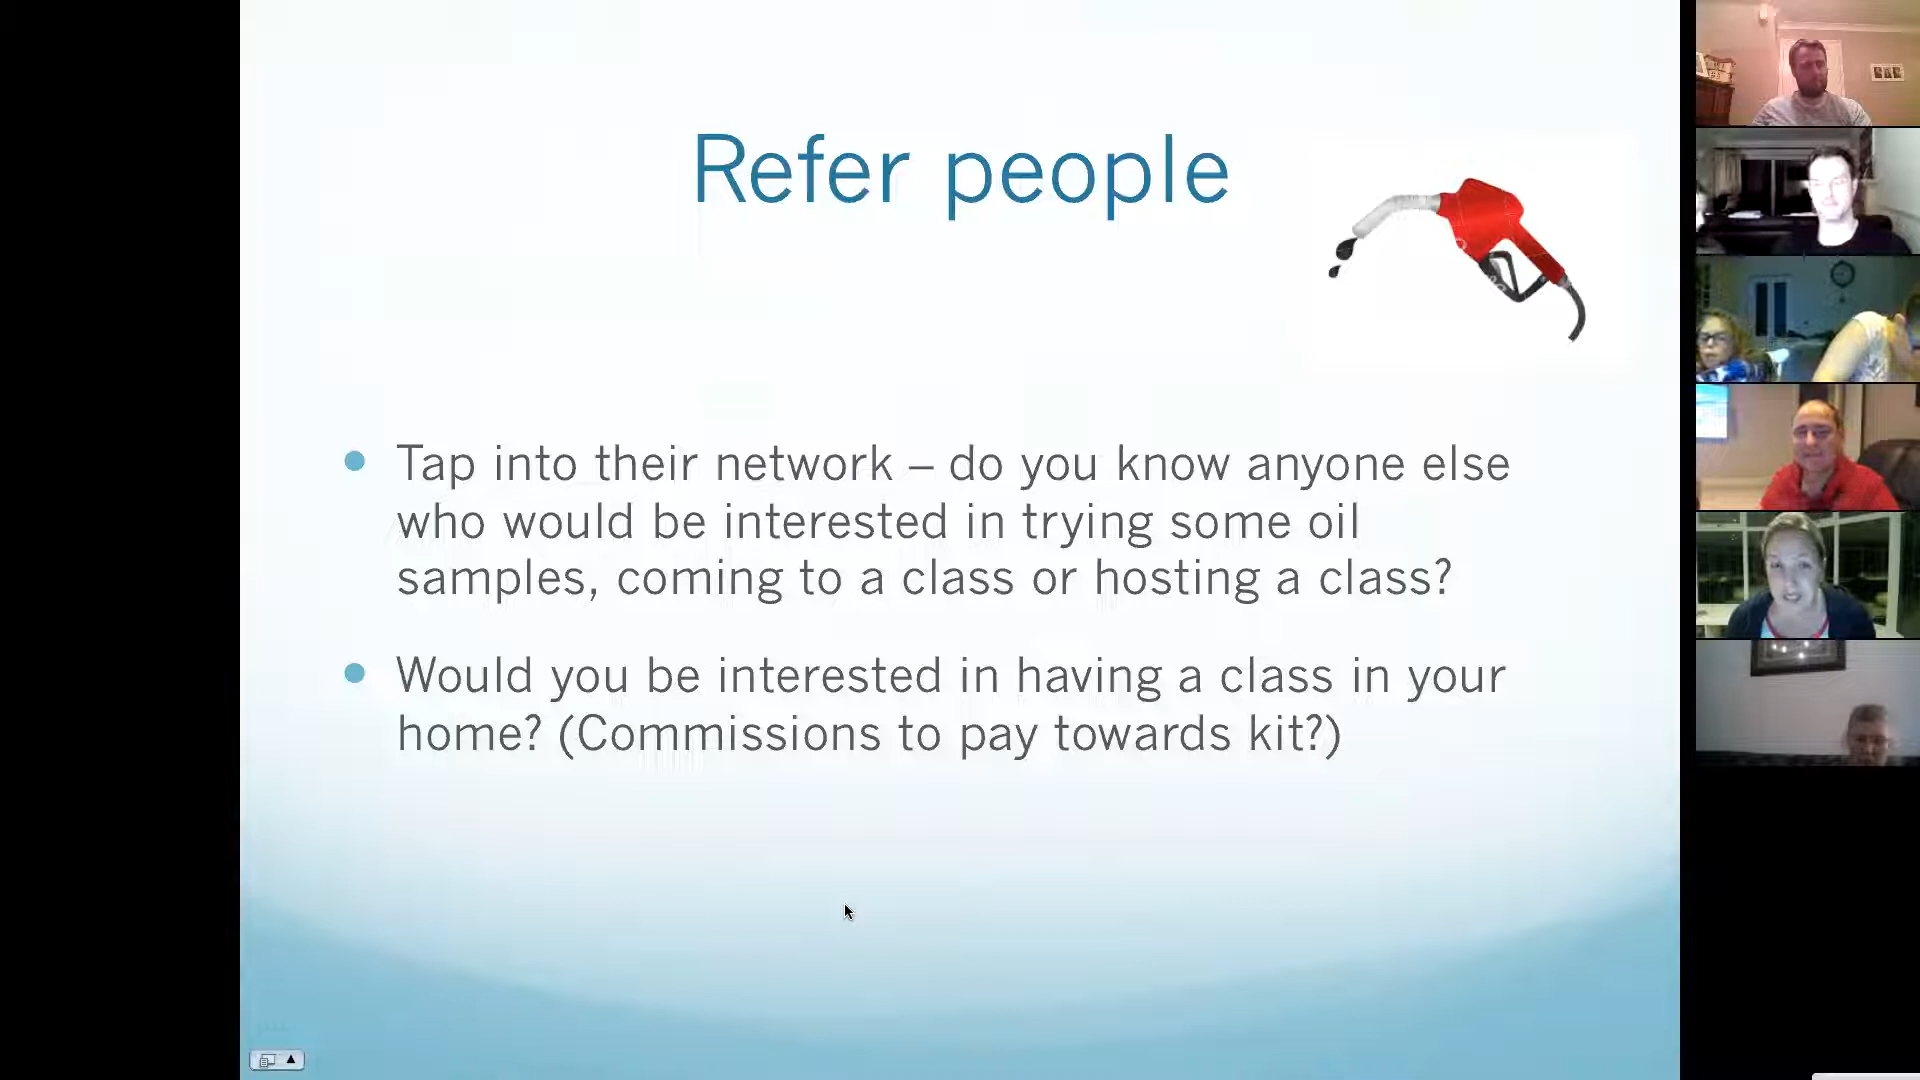 Refer people
Tap into their network – do you know anyone else
who would be interested in trying some oil
samples, coming to a class or hosting a class?
Would you be interested in having a class in your
home? (Commissions to pay towards kit?)